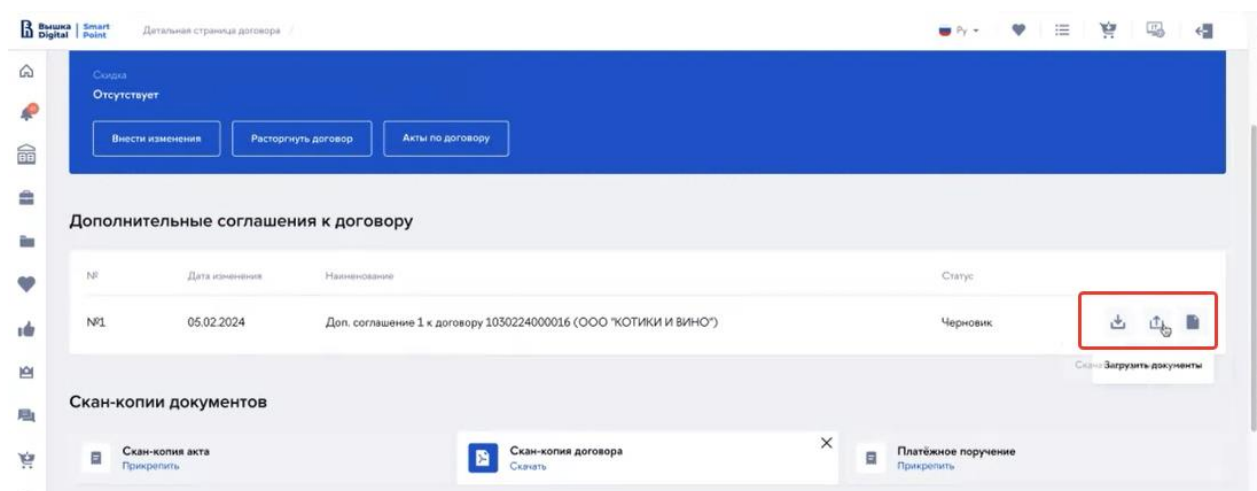 Вышка Digital | Smart Point
Детальная страница договора /
Ру
Скидка
Отсутствует
Внести изменения
Расторгнуть договор
Акты по договору
Дополнительные соглашения к договору
№ Дата изменения Наименование Статус
№1 05.02.2024 Доп. соглашение 1 к договору 1030224000016 (ООО "КОТИКИ И ВИНО") Черновик
Загрузить документы
Скан-копии документов
Скан-копия акта
Прикрепить
Скан-копия договора
Скачать
Платёжное поручение
Прикрепить